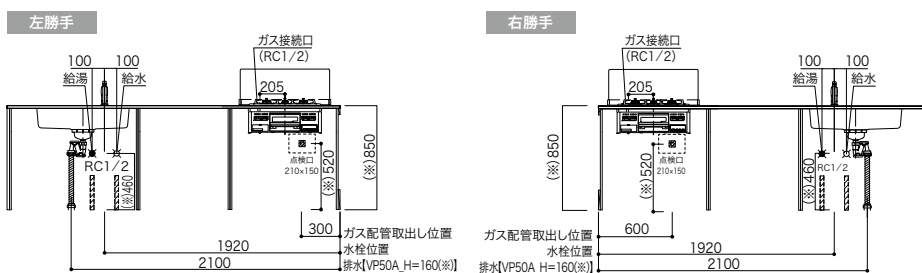 左勝手
ガス接続口
(RC1/2)
100
100
給湯
給水
205
RC1/2
(※)460
点検口
210×150
(※)520
(※)850
300
ガス配管取出し位置
1920
水栓位置
2100
排水【VP50A_H=160(※)】
右勝手
ガス接続口
(RC1/2)
100
100
給湯
給水
205
(※)850
点検口
210×150
(※)520
RC1/2
(※)460
ガス配管取出し位置
600
水栓位置
1920
排水【VP50A H=160(※)】
2100